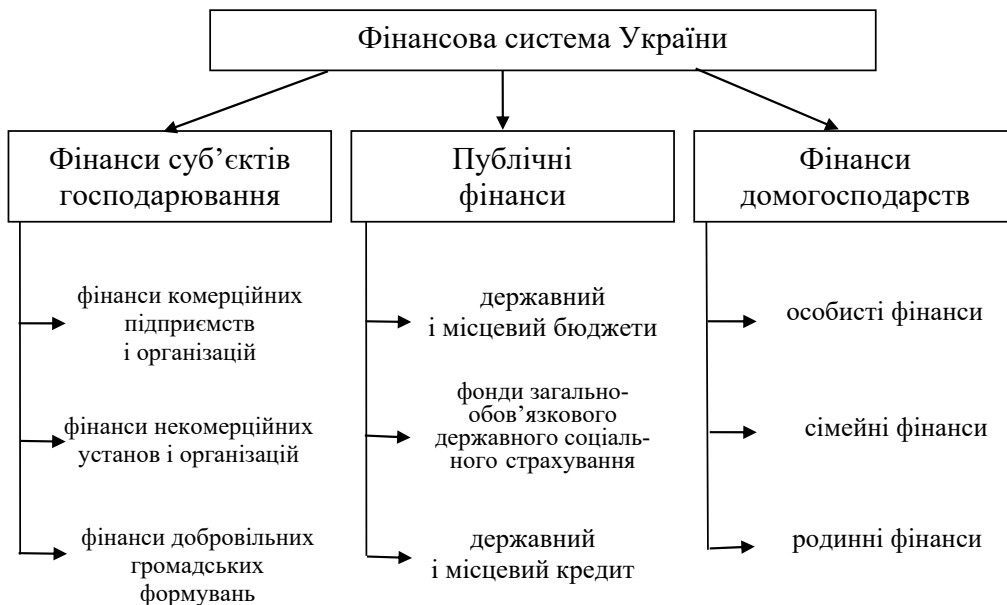 Фінансова система України
Фінанси суб’єктів
господарювання
фінанси комерційних
підприємств
і організацій
фінанси некомерційних
установ і організацій
фінанси добровільних
громадських
формувань
Публічні
фінанси
державний
і місцевий бюджети
фонди загально-
обов’язкового
державного соціаль-
ного страхування
державний
і місцевий кредит
Фінанси
домогосподарств
особисті фінанси
сімейні фінанси
родинні фінанси